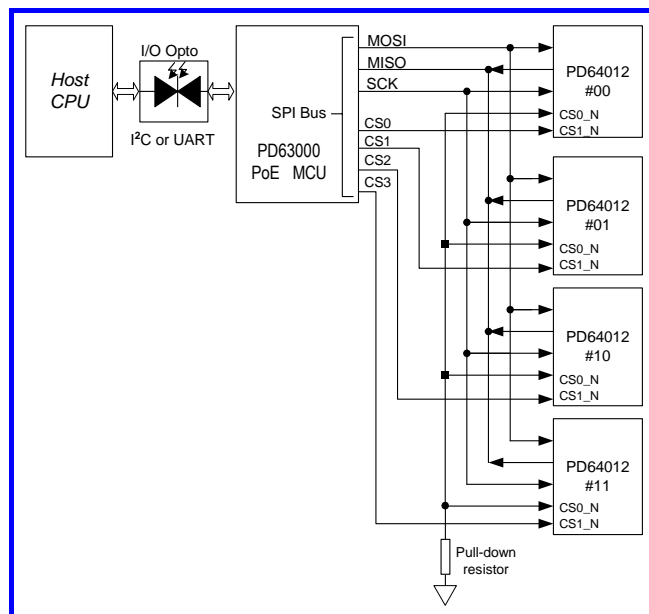 Host
CPU
I/O Opto
I²C or UART
SPI Bus
PD63000
PoE MCU
MOSI
MISO
SCK
CS0
CS1
CS2
CS3
PD64012
#00
CS0_N
CS1_N
PD64012
#01
CS0_N
CS1_N
PD64012
#10
CS0_N
CS1_N
PD64012
#11
CS0_N
CS1_N
Pull-down
resistor